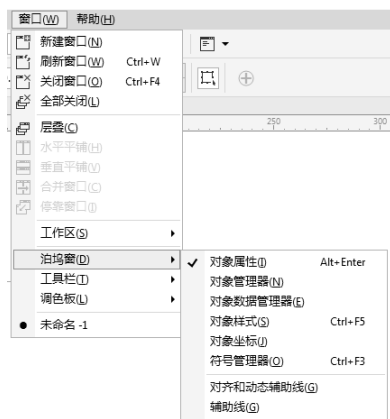 窗口(W) 帮助(H)
新建窗口(N)
刷新窗口(W) Ctrl+W
关闭窗口(O) Ctrl+F4
全部关闭(L)
层叠(C)
水平平铺(H)
垂直平铺(V)
合并窗口(C)
停靠窗口(I)
工作区(S)
泊坞窗(D)
工具栏(T)
调色板(L)
未命名 -1
250
300
对象属性(I) Alt+Enter
对象管理器(N)
对象数据管理器(E)
对象样式(S) Ctrl+F5
对象坐标(J)
符号管理器(O) Ctrl+F3
对齐和动态辅助线(G)
辅助线(G)